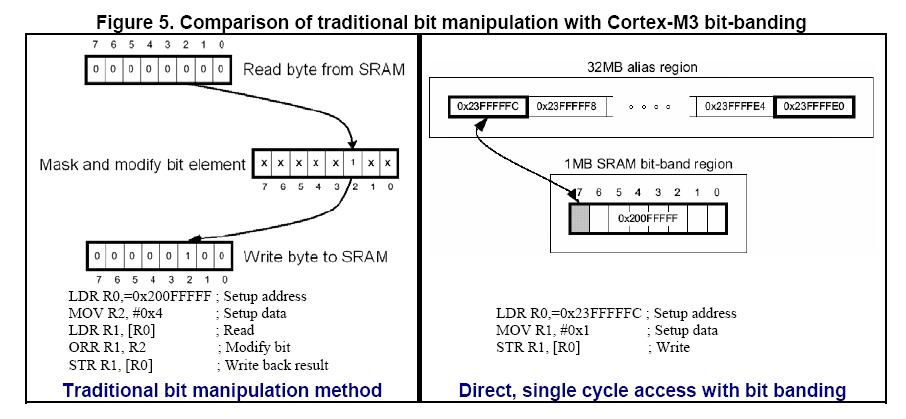 Figure 5. Comparison of traditional bit manipulation with Cortex-M3 bit-banding
7 6 5 4 3 2 1 0
0 0 0 0 0 0 0 0 Read byte from SRAM
Mask and modify bit element x x x x x 1 x x
7 6 5 4 3 2 1 0
0 0 0 0 0 1 0 0 Write byte to SRAM
7 6 5 4 3 2 1 0
LDR R0,=0x200FFFFF ; Setup address
MOV R2, #0x4 ; Setup data
LDR R1, [R0] ; Read
ORR R1, R2 ; Modify bit
STR R1, [R0] ; Write back result
Traditional bit manipulation method
32MB alias region
0x23FFFFFC 0x23FFFFF8 0x23FFFFE4 0x23FFFFE0
1MB SRAM bit-band region
7 6 5 4 3 2 1 0
0x200FFFFF
LDR R0,=0x23FFFFFC ; Setup address
MOV R1, #0x1 ; Setup data
STR R1, [R0] ; Write
Direct, single cycle access with bit banding